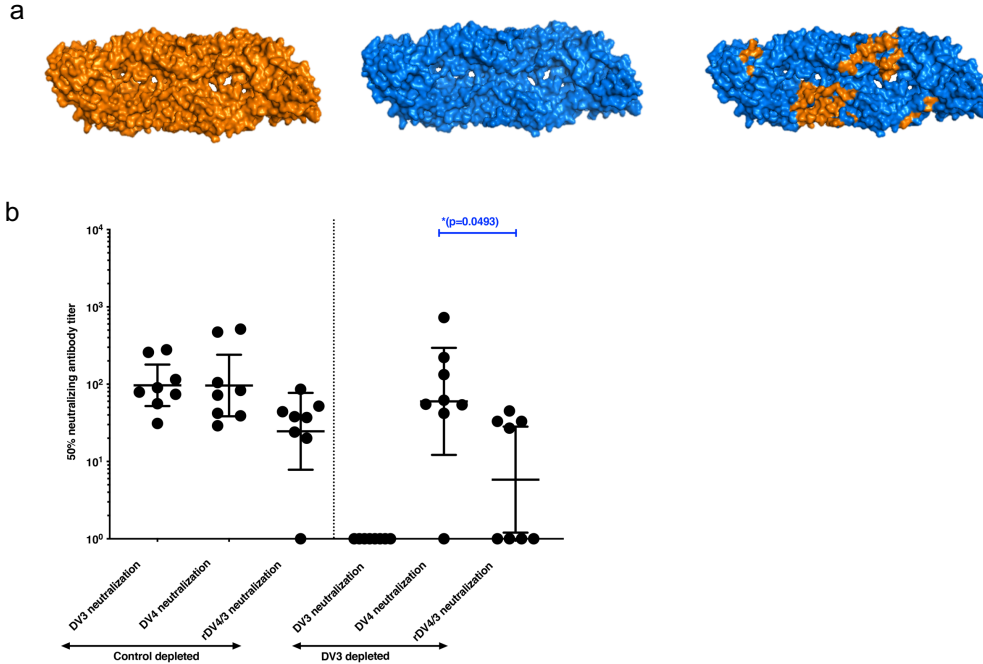 a
b
*(p=0.0493)
50% neutralizing antibody titer
10⁴
10³
10²
10¹
10⁰
DV3 neutralization
DV4 neutralization
rDV4/3 neutralization
DV3 neutralization
DV4 neutralization
rDV4/3 neutralization
Control depleted
DV3 depleted